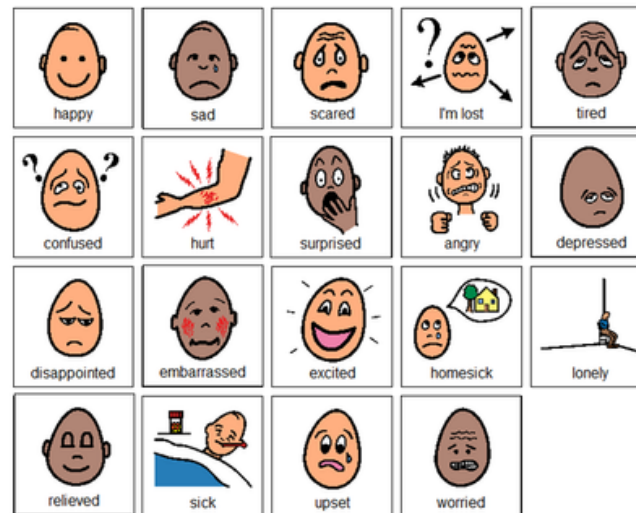 happy
sad
scared
?
I'm lost
tired
? ?
confused
hurt
surprised
angry
depressed
disappointed
embarrassed
excited
homesick
lonely
relieved
sick
upset
worried